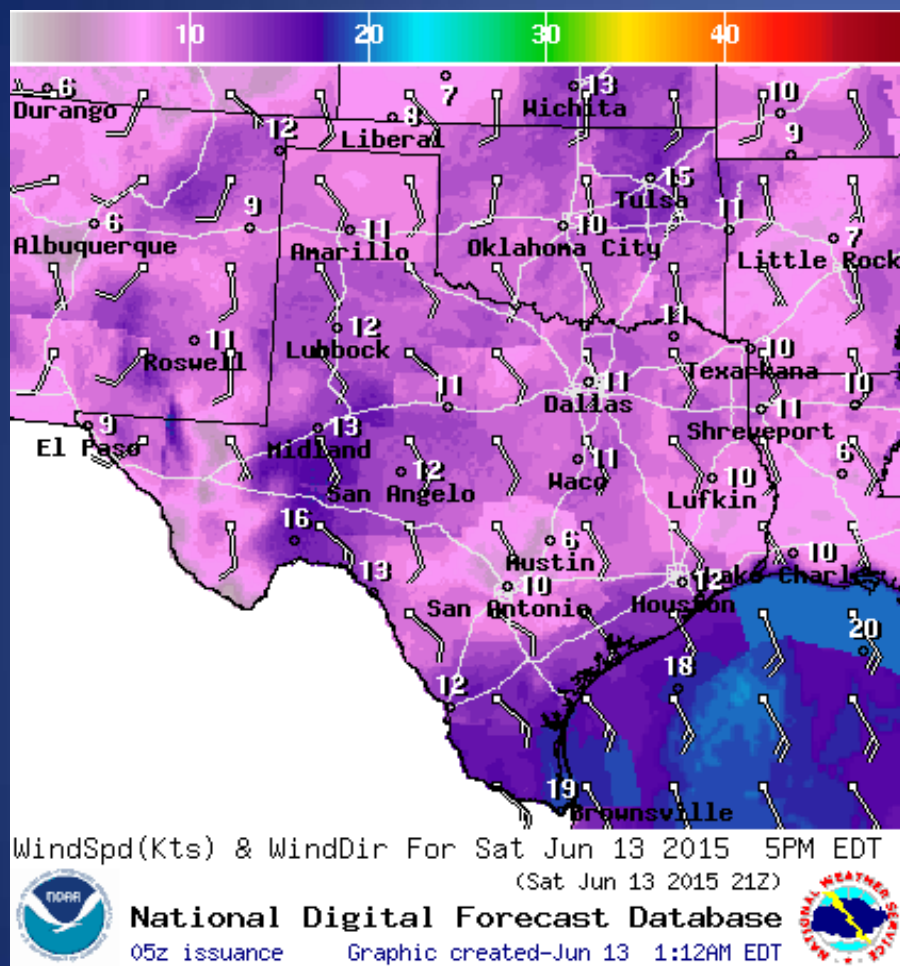 10 20 30 40
6 7 13 10
Durango Wichita
12 8 9
Liberal
15
Tulsa
6 9 11 10 11 7
Albuquerque Amarillo Oklahoma City Little Rock
11 12 11 10
Roswell Lubbock Texarkana
11 11 10
Dallas
9 13 11
El Paso Midland Shreveport
12 11 10 6
San Angelo Waco Lufkin
16 6 10
Austin
13 10 12 Lake Charles
San Antonio Houston
20
18
12
19
Brownsville
WindSpd(Kts) & WindDir For Sat Jun 13 2015 5PM EDT
(Sat Jun 13 2015 21Z)
National Digital Forecast Database
05z issuance Graphic created-Jun 13 1:12AM EDT
NOAA
NATIONAL WEATHER SERVICE